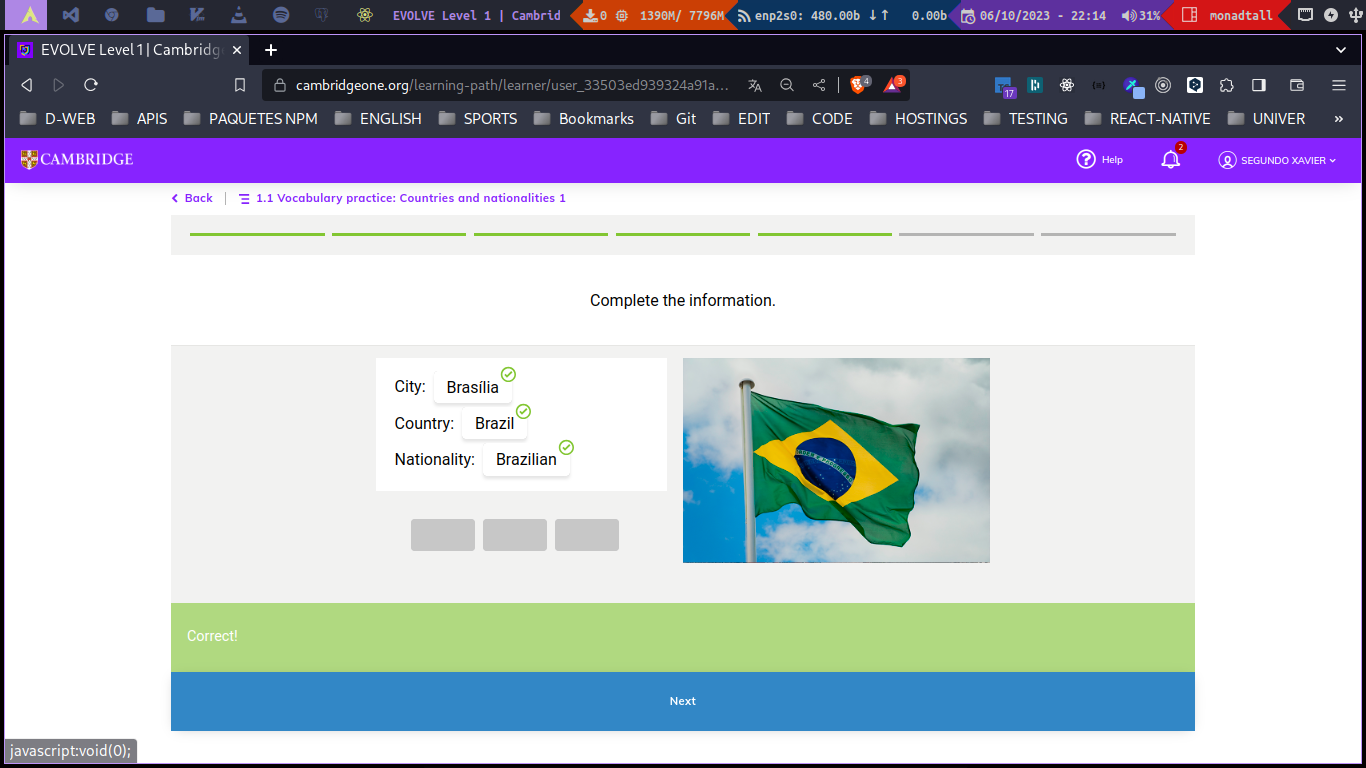 EVOLVE Level 1 | Cambrid 0 1390M/ 7796M enp2s0: 480.00b ↓↑ 0.00b 06/10/2023 - 22:14 31% monadtall
EVOLVE Level 1 | Cambridg
cambridgeone.org/learning-path/learner/user_33503ed939324a91a... 4 3 17
D-WEB APIS PAQUETES NPM ENGLISH SPORTS Bookmarks Git EDIT CODE HOSTINGS TESTING REACT-NATIVE UNIVER »
CAMBRIDGE Help 2 SEGUNDO XAVIER
Back 1.1 Vocabulary practice: Countries and nationalities 1
Complete the information.
City: Brasília
Country: Brazil
Nationality: Brazilian
Correct!
Next
javascript:void(0);